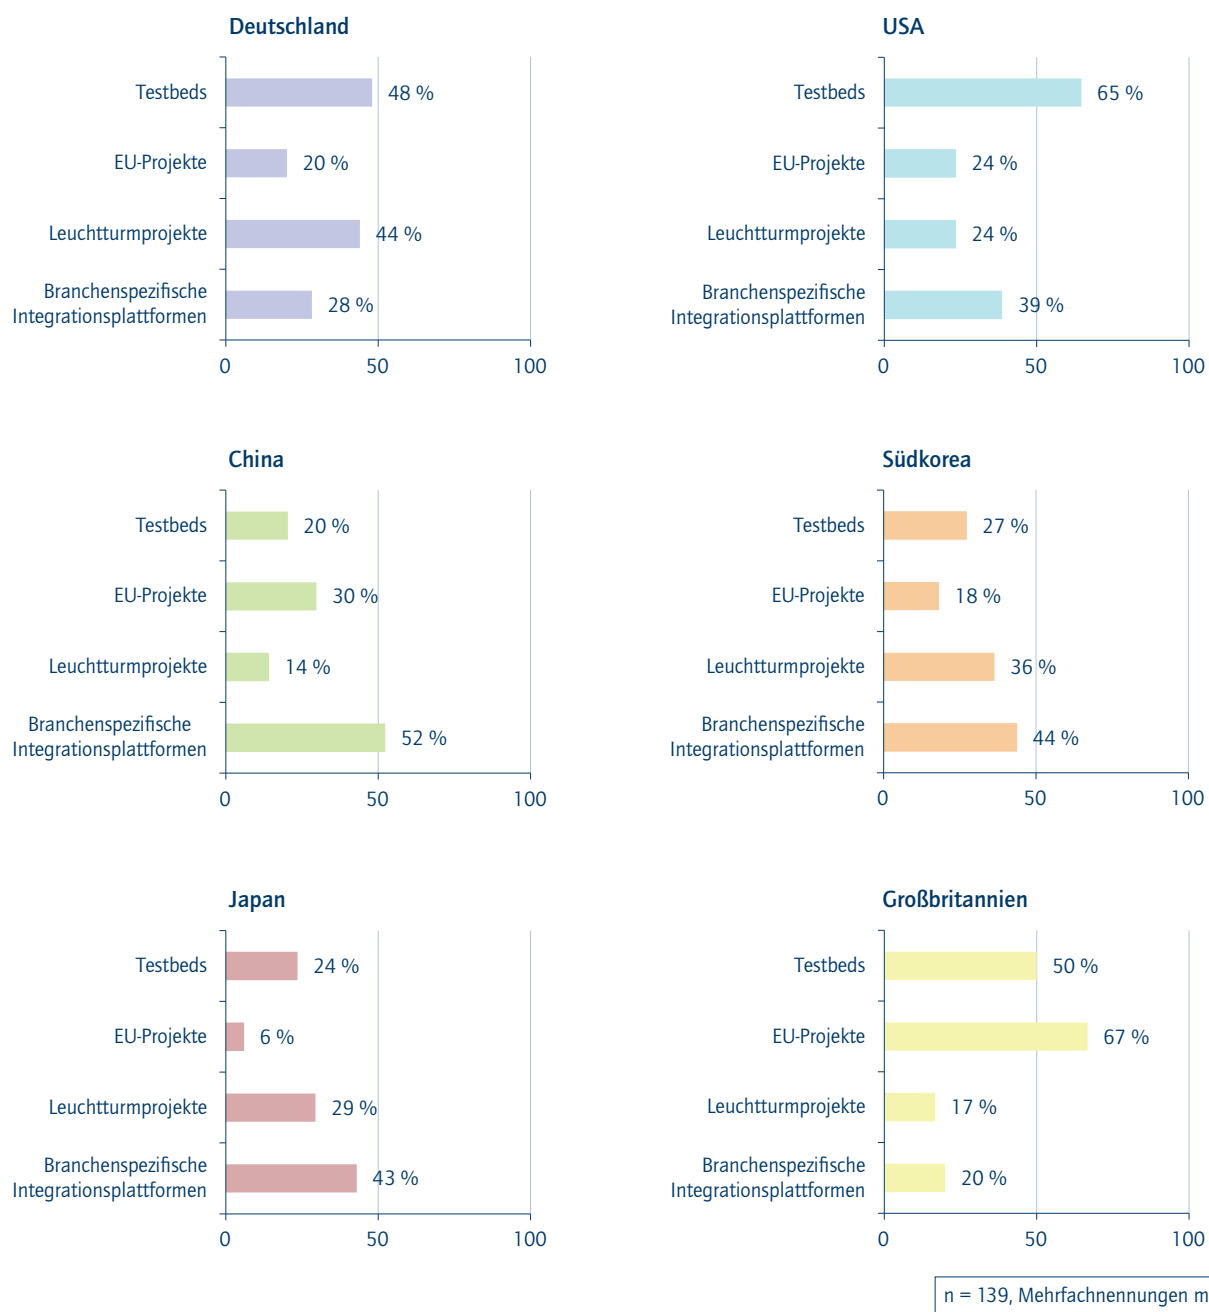 Deutschland
Testbeds
48 %
EU-Projekte
20 %
Leuchtturmprojekte
44 %
Branchenspezifische
Integrationsplattformen
28 %
0 50 100
USA
Testbeds
65 %
EU-Projekte
24 %
Leuchtturmprojekte
24 %
Branchenspezifische
Integrationsplattformen
39 %
0 50 100
China
Testbeds
20 %
EU-Projekte
30 %
Leuchtturmprojekte
14 %
Branchenspezifische
Integrationsplattformen
52 %
0 50 100
Südkorea
Testbeds
27 %
EU-Projekte
18 %
Leuchtturmprojekte
36 %
Branchenspezifische
Integrationsplattformen
44 %
0 50 100
Japan
Testbeds
24 %
EU-Projekte
6 %
Leuchtturmprojekte
29 %
Branchenspezifische
Integrationsplattformen
43 %
0 50 100
Großbritannien
Testbeds
50 %
EU-Projekte
67 %
Leuchtturmprojekte
17 %
Branchenspezifische
Integrationsplattformen
20 %
0 50 100
n = 139, Mehrfachnennungen m